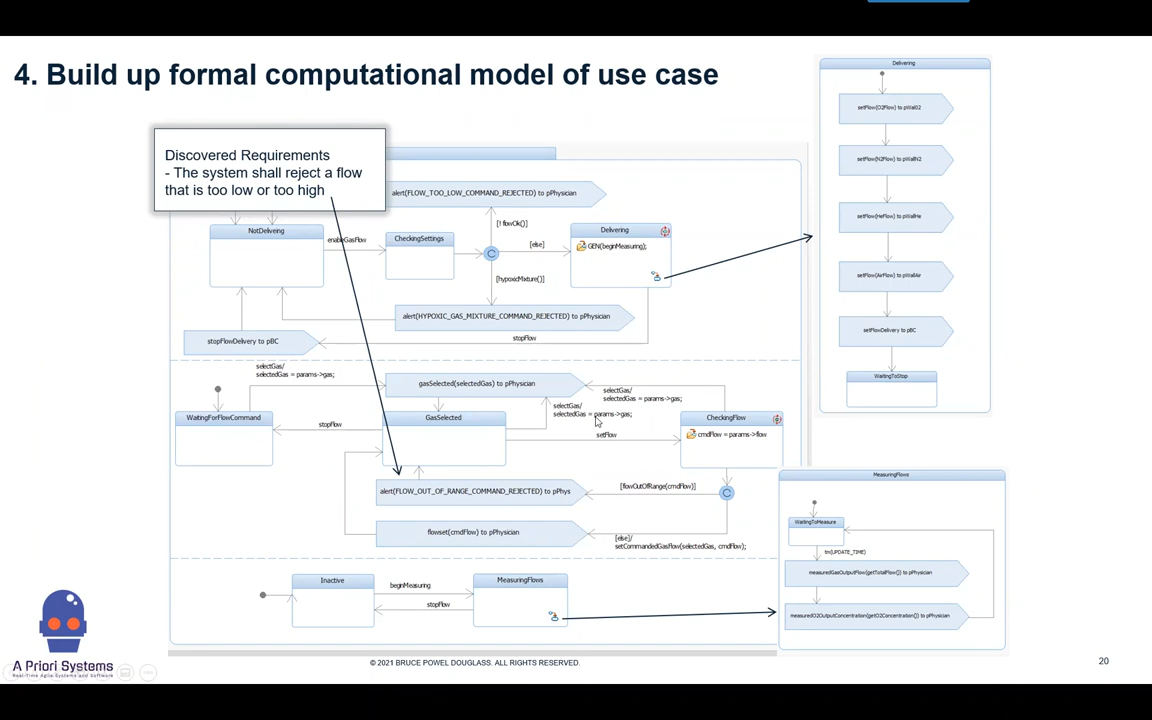 4. Build up formal computational model of use case
Discovered Requirements
- The system shall reject a flow
that is too low or too high
alert(FLOW_TOO_LOW_COMMAND_REJECTED) to pPhysician
NotDelivering
enableGasFlow
CheckingSettings
[! flowOk()]
[else]
[hypoxicMixture()]
Delivering
GEN(beginMeasuring);
alert(HYPOXIC_GAS_MIXTURE_COMMAND_REJECTED) to pPhysician
stopFlowDelivery to pBC
stopFlow
selectGas/
selectedGas = params->gas;
gasSelected(selectedGas) to pPhysician
selectGas/
selectedGas = params->gas;
selectGas/
selectedGas = params->gas;
WaitingForFlowCommand
stopFlow
GasSelected
setFlow
CheckingFlow
cmdFlow = params->flow
alert(FLOW_OUT_OF_RANGE_COMMAND_REJECTED) to pPhys
[flowOutOfRange(cmdFlow)]
flowset(cmdFlow) to pPhysician
[else]/
setCommandedGasFlow(selectedGas, cmdFlow);
Inactive
beginMeasuring
stopFlow
MeasuringFlows
Delivering
setFlow(O2Flow) to pWallO2
setFlow(N2Flow) to pWallN2
setFlow(HeFlow) to pWallHe
setFlow(AirFlow) to pWallAir
setFlowDelivery to pBC
WaitingToStop
MeasuringFlows
WaitingToMeasure
tm(UPDATE_TIME)
measuredGasOutputFlow(getTotalFlow()) to pPhysician
measuredO2OutputConcentration(getO2Concentration()) to pPhysician
A Priori Systems
Real-Time Agile Systems and Software
© 2021 BRUCE POWEL DOUGLASS. ALL RIGHTS RESERVED.
20